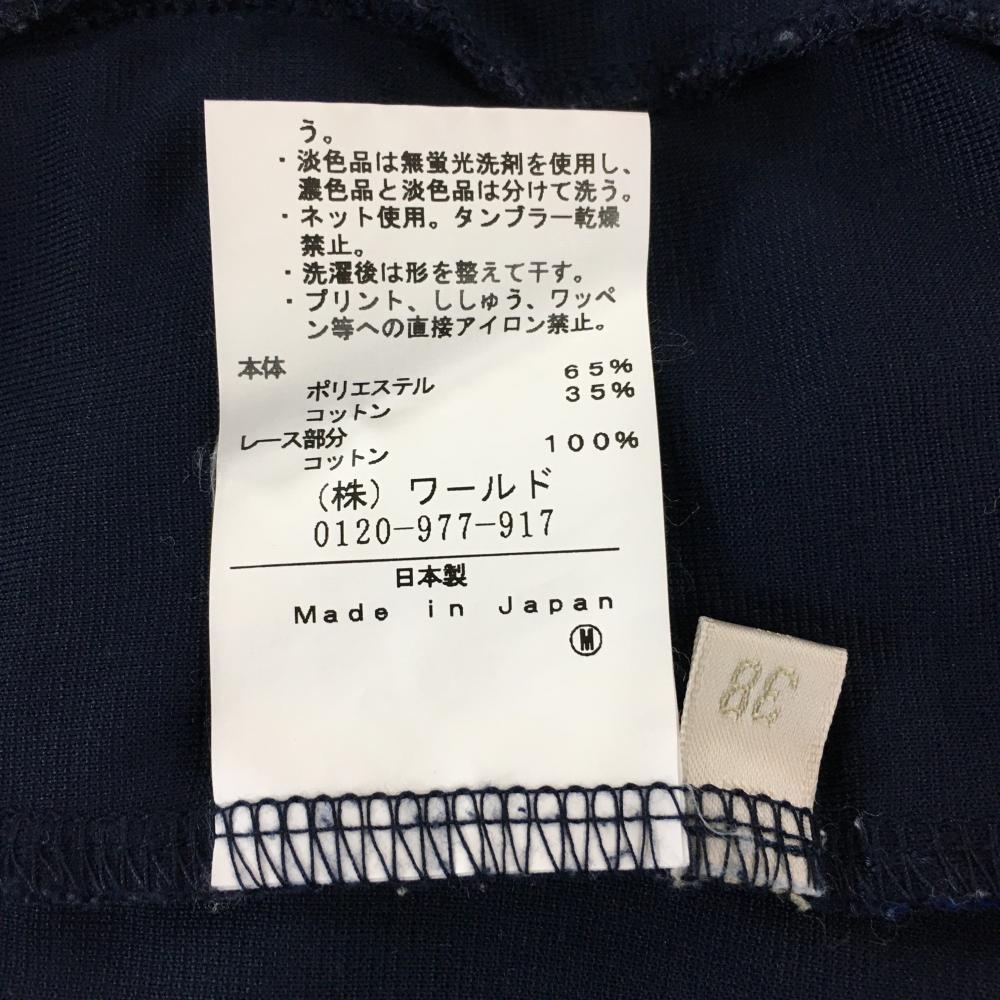 う。
・淡色品は無蛍光洗剤を使用し、
濃色品と淡色品は分けて洗う。
・ネット使用。タンブラー乾燥
禁止。
・洗濯後は形を整えて干す。
・プリント、ししゅう、ワッペ
ン等への直接アイロン禁止。
本体
ポリエステル 65%
コットン 35%
レース部分
コットン 100%
(株) ワールド
0120-977-917
日本製
Made in Japan
M
38